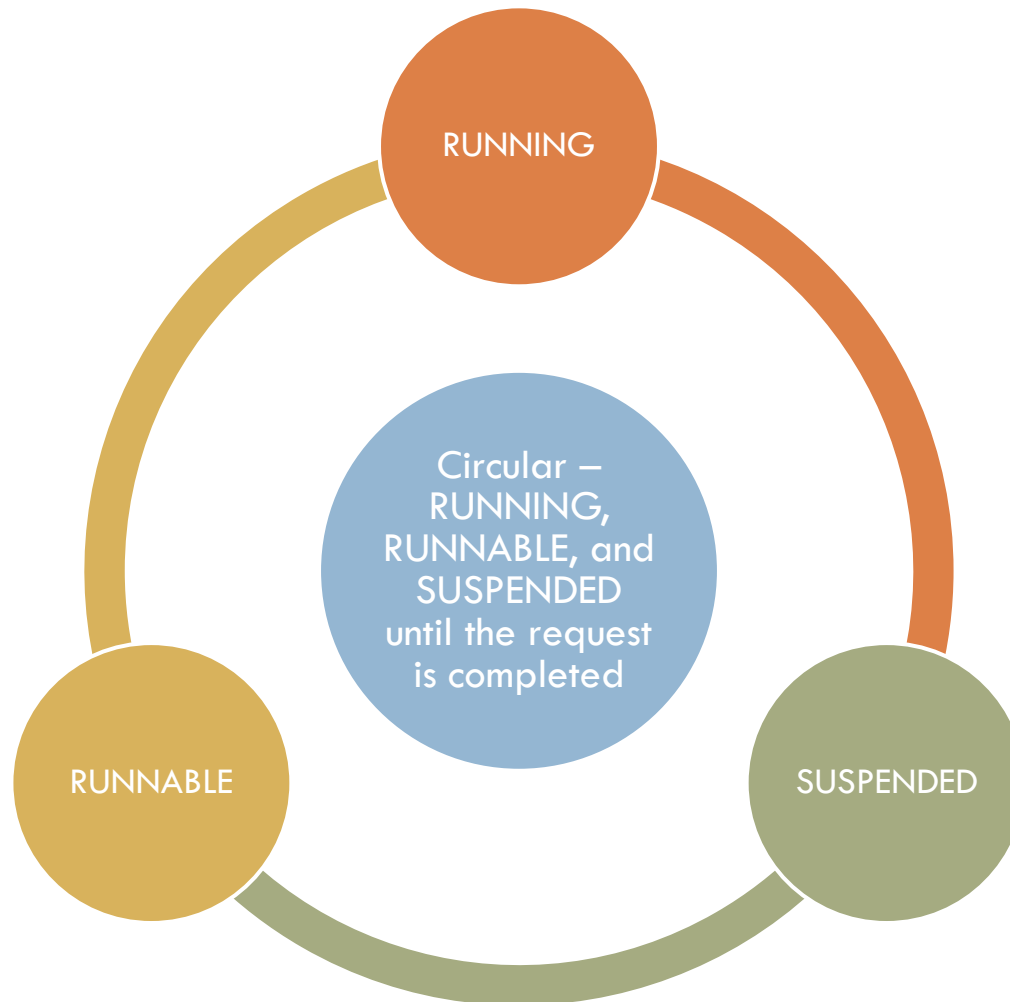 RUNNING
Circular –
RUNNING,
RUNNABLE, and
SUSPENDED
until the request
is completed
RUNNABLE
SUSPENDED